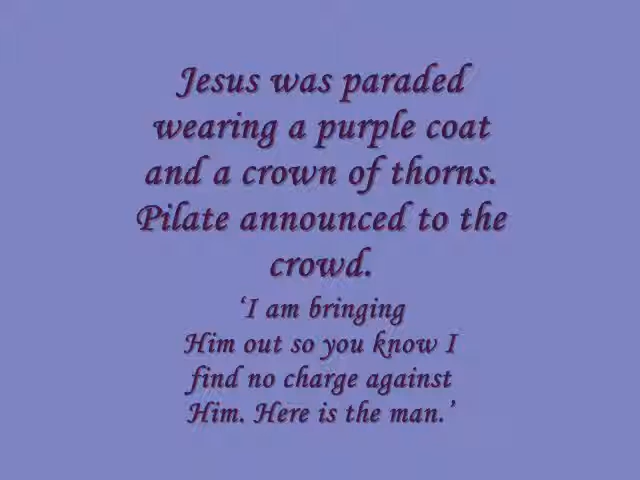 Jesus was paraded
wearing a purple coat
and a crown of thorns.
Pilate announced to the
crowd.
‘I am bringing
Him out so you know I
find no charge against
Him. Here is the man.’